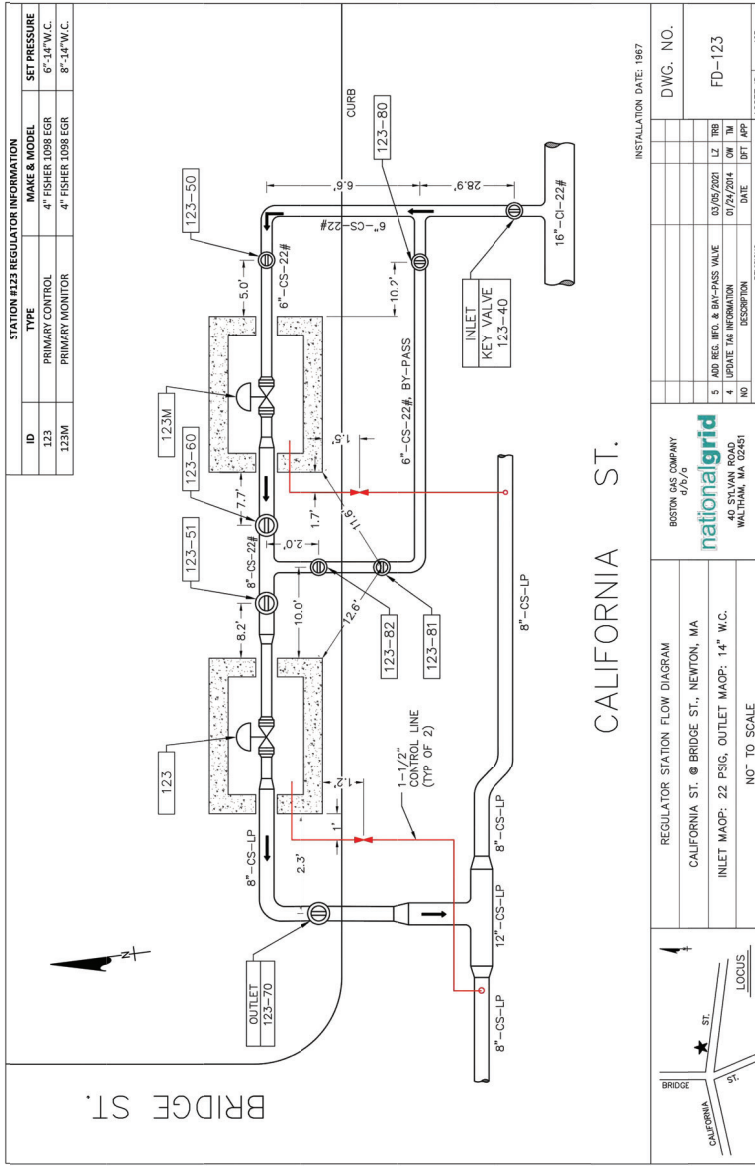 STATION #123 REGULATOR INFORMATION
ID TYPE MAKE & MODEL SET PRESSURE
123 PRIMARY CONTROL 4" FISHER 1098 EGR 6"-14"W.C.
123M PRIMARY MONITOR 4" FISHER 1098 EGR 8"-14"W.C.
BRIDGE ST.
N
OUTLET
123-70
123
123-51
123-60
123M
123-50
8"-CS-LP
8.2'
8"-CS-22#
7.7'
5.0'
6"-CS-22#
6"-CS-22#
6.6'
CURB
2.3'
1'
1.2'
10.0'
2.0'
1.7'
1.5'
11.6'
12.6'
10.2'
123-80
28.9'
123-82
123-81
6"-CS-22#, BY-PASS
INLET
KEY VALVE
123-40
16"-CI-22#
1-1/2"
CONTROL LINE
(TYP OF 2)
8"-CS-LP
12"-CS-LP
8"-CS-LP
8"-CS-LP
CALIFORNIA ST.
INSTALLATION DATE: 1967
BRIDGE
ST.
CALIFORNIA
ST.
LOCUS
REGULATOR STATION FLOW DIAGRAM
CALIFORNIA ST. @ BRIDGE ST., NEWTON, MA
INLET MAOP: 22 PSIG, OUTLET MAOP: 14" W.C.
NOT TO SCALE
BOSTON GAS COMPANY
d/b/a
nationalgrid
40 SYLVAN ROAD
WALTHAM, MA 02451
5 ADD REG. INFO. & BAY-PASS VALVE 03/05/2021 LZ TRB
4 UPDATE TAG INFORMATION 01/24/2014 OW TM
NO DESCRIPTION DATE DFT APP
DWG. NO.
FD-123